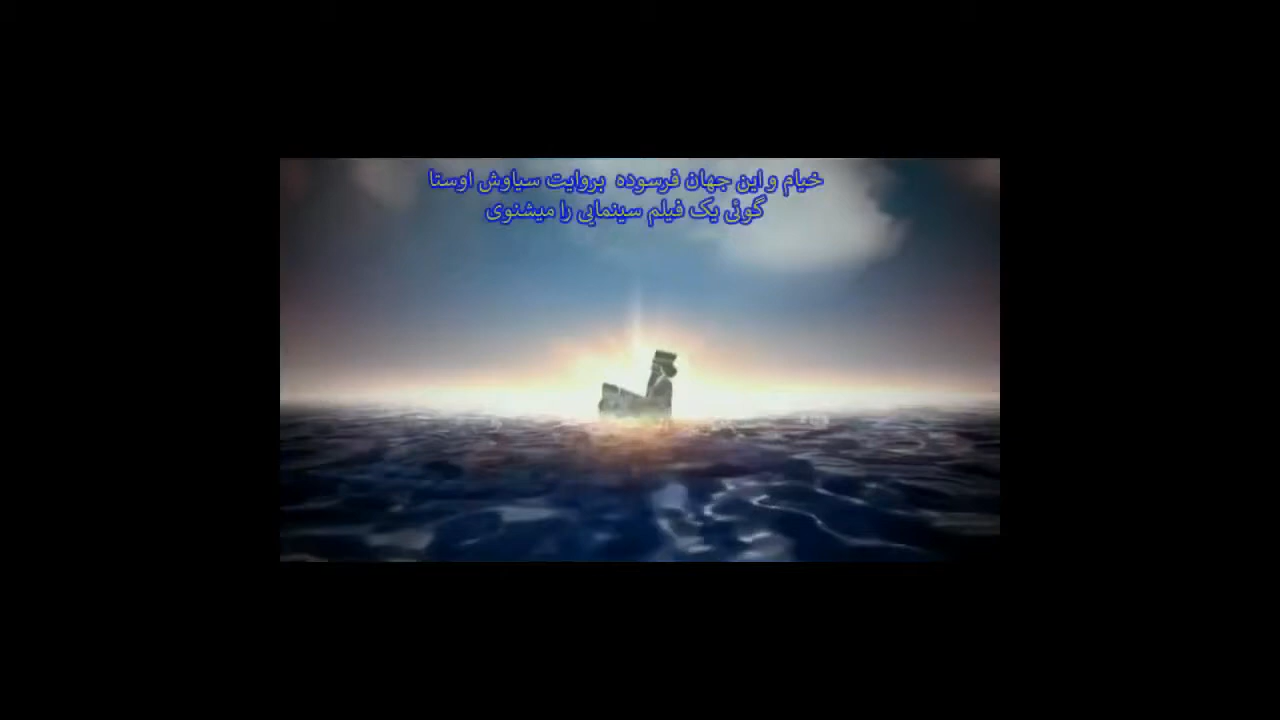 خیام و این جهان فرسوده  بروایت سیاوش اوستا
گوئی یک فیلم سینمایی را میشنوی